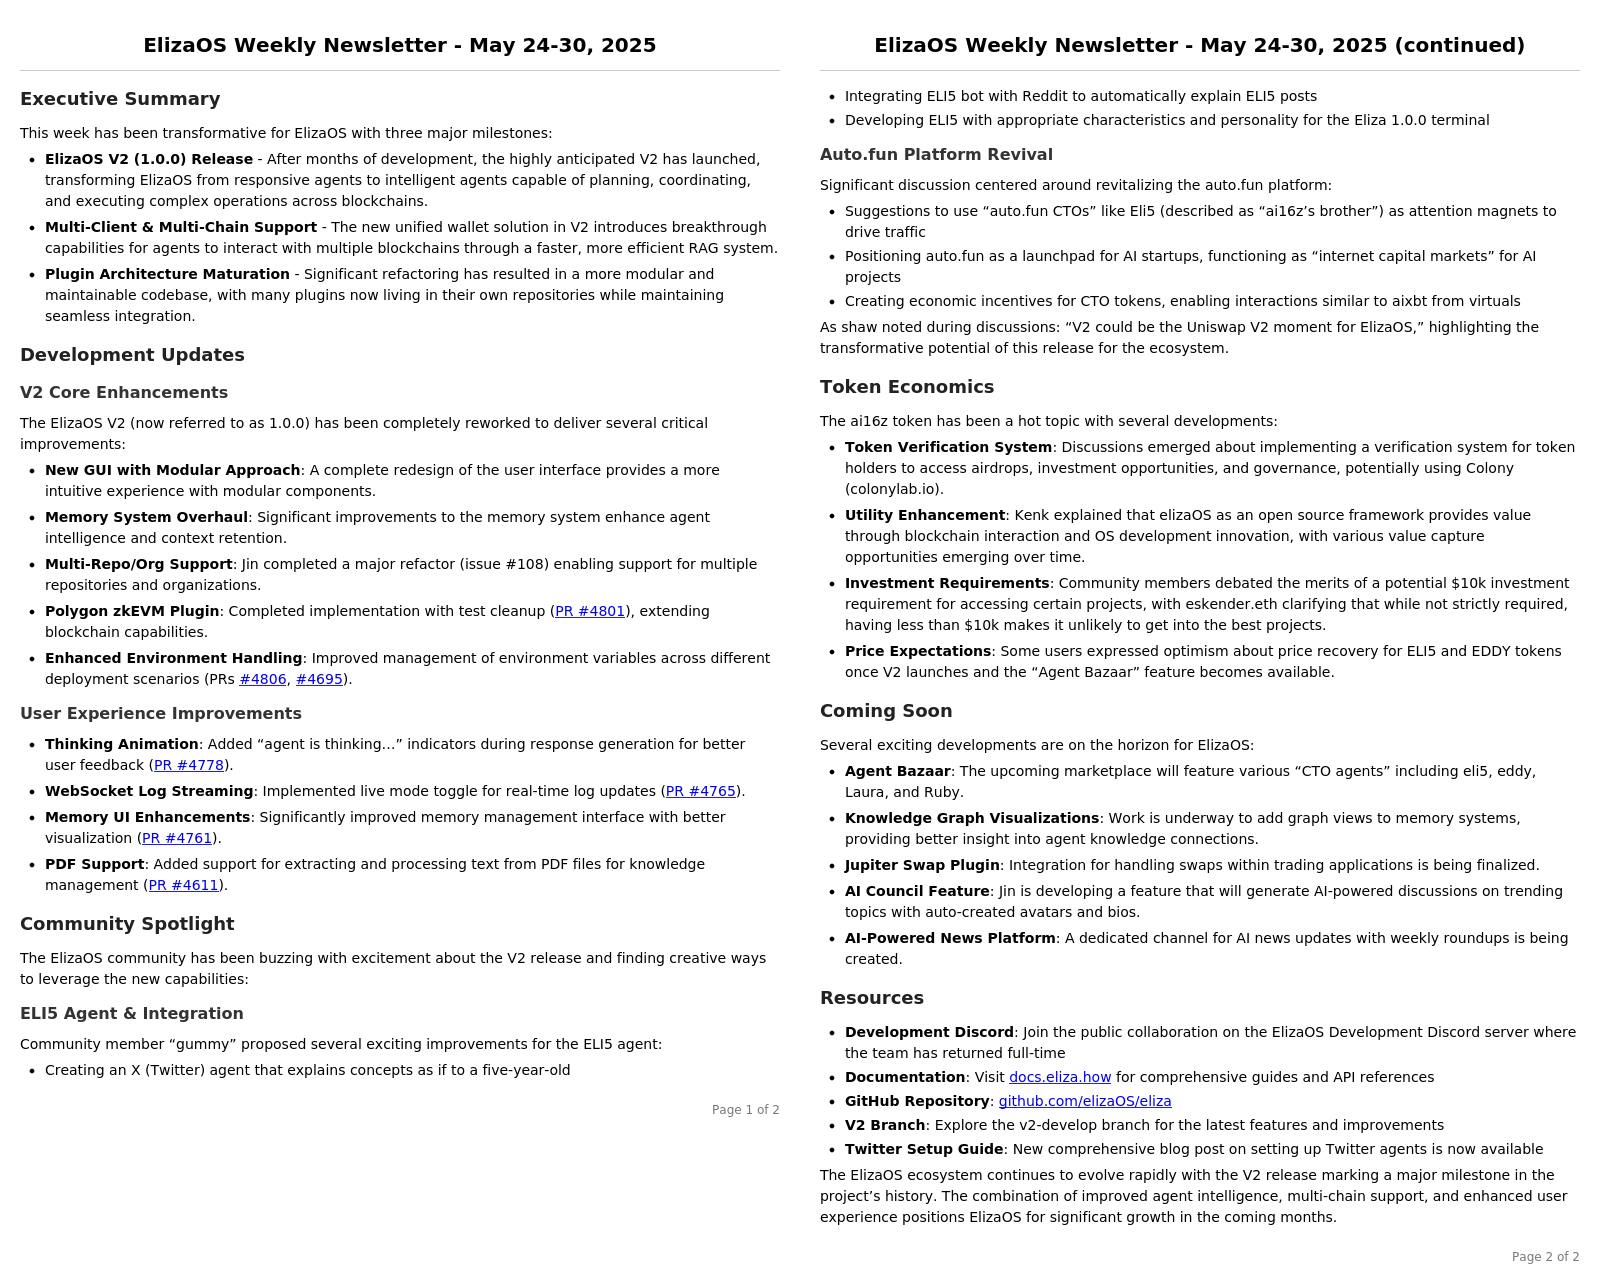 ElizaOS Weekly Newsletter - May 24-30, 2025
Executive Summary
This week has been transformative for ElizaOS with three major milestones:
• ElizaOS V2 (1.0.0) Release - After months of development, the highly anticipated V2 has launched,
transforming ElizaOS from responsive agents to intelligent agents capable of planning, coordinating,
and executing complex operations across blockchains.
• Multi-Client & Multi-Chain Support - The new unified wallet solution in V2 introduces breakthrough
capabilities for agents to interact with multiple blockchains through a faster, more efficient RAG system.
• Plugin Architecture Maturation - Significant refactoring has resulted in a more modular and
maintainable codebase, with many plugins now living in their own repositories while maintaining
seamless integration.
Development Updates
V2 Core Enhancements
The ElizaOS V2 (now referred to as 1.0.0) has been completely reworked to deliver several critical
improvements:
• New GUI with Modular Approach: A complete redesign of the user interface provides a more
intuitive experience with modular components.
• Memory System Overhaul: Significant improvements to the memory system enhance agent
intelligence and context retention.
• Multi-Repo/Org Support: Jin completed a major refactor (issue #108) enabling support for multiple
repositories and organizations.
• Polygon zkEVM Plugin: Completed implementation with test cleanup (PR #4801), extending
blockchain capabilities.
• Enhanced Environment Handling: Improved management of environment variables across different
deployment scenarios (PRs #4806, #4695).
User Experience Improvements
• Thinking Animation: Added “agent is thinking…” indicators during response generation for better
user feedback (PR #4778).
• WebSocket Log Streaming: Implemented live mode toggle for real-time log updates (PR #4765).
• Memory UI Enhancements: Significantly improved memory management interface with better
visualization (PR #4761).
• PDF Support: Added support for extracting and processing text from PDF files for knowledge
management (PR #4611).
Community Spotlight
The ElizaOS community has been buzzing with excitement about the V2 release and finding creative ways
to leverage the new capabilities:
ELI5 Agent & Integration
Community member “gummy” proposed several exciting improvements for the ELI5 agent:
• Creating an X (Twitter) agent that explains concepts as if to a five-year-old
Page 1 of 2
ElizaOS Weekly Newsletter - May 24-30, 2025 (continued)
• Integrating ELI5 bot with Reddit to automatically explain ELI5 posts
• Developing ELI5 with appropriate characteristics and personality for the Eliza 1.0.0 terminal
Auto.fun Platform Revival
Significant discussion centered around revitalizing the auto.fun platform:
• Suggestions to use “auto.fun CTOs” like Eli5 (described as “ai16z’s brother”) as attention magnets to
drive traffic
• Positioning auto.fun as a launchpad for AI startups, functioning as “internet capital markets” for AI
projects
• Creating economic incentives for CTO tokens, enabling interactions similar to aixbt from virtuals
As shaw noted during discussions: “V2 could be the Uniswap V2 moment for ElizaOS,” highlighting the
transformative potential of this release for the ecosystem.
Token Economics
The ai16z token has been a hot topic with several developments:
• Token Verification System: Discussions emerged about implementing a verification system for token
holders to access airdrops, investment opportunities, and governance, potentially using Colony
(colonylab.io).
• Utility Enhancement: Kenk explained that elizaOS as an open source framework provides value
through blockchain interaction and OS development innovation, with various value capture
opportunities emerging over time.
• Investment Requirements: Community members debated the merits of a potential $10k investment
requirement for accessing certain projects, with eskender.eth clarifying that while not strictly required,
having less than $10k makes it unlikely to get into the best projects.
• Price Expectations: Some users expressed optimism about price recovery for ELI5 and EDDY tokens
once V2 launches and the “Agent Bazaar” feature becomes available.
Coming Soon
Several exciting developments are on the horizon for ElizaOS:
• Agent Bazaar: The upcoming marketplace will feature various “CTO agents” including eli5, eddy,
Laura, and Ruby.
• Knowledge Graph Visualizations: Work is underway to add graph views to memory systems,
providing better insight into agent knowledge connections.
• Jupiter Swap Plugin: Integration for handling swaps within trading applications is being finalized.
• AI Council Feature: Jin is developing a feature that will generate AI-powered discussions on trending
topics with auto-created avatars and bios.
• AI-Powered News Platform: A dedicated channel for AI news updates with weekly roundups is being
created.
Resources
• Development Discord: Join the public collaboration on the ElizaOS Development Discord server where
the team has returned full-time
• Documentation: Visit docs.eliza.how for comprehensive guides and API references
• GitHub Repository: github.com/elizaOS/eliza
• V2 Branch: Explore the v2-develop branch for the latest features and improvements
• Twitter Setup Guide: New comprehensive blog post on setting up Twitter agents is now available
The ElizaOS ecosystem continues to evolve rapidly with the V2 release marking a major milestone in the
project’s history. The combination of improved agent intelligence, multi-chain support, and enhanced user
experience positions ElizaOS for significant growth in the coming months.
Page 2 of 2